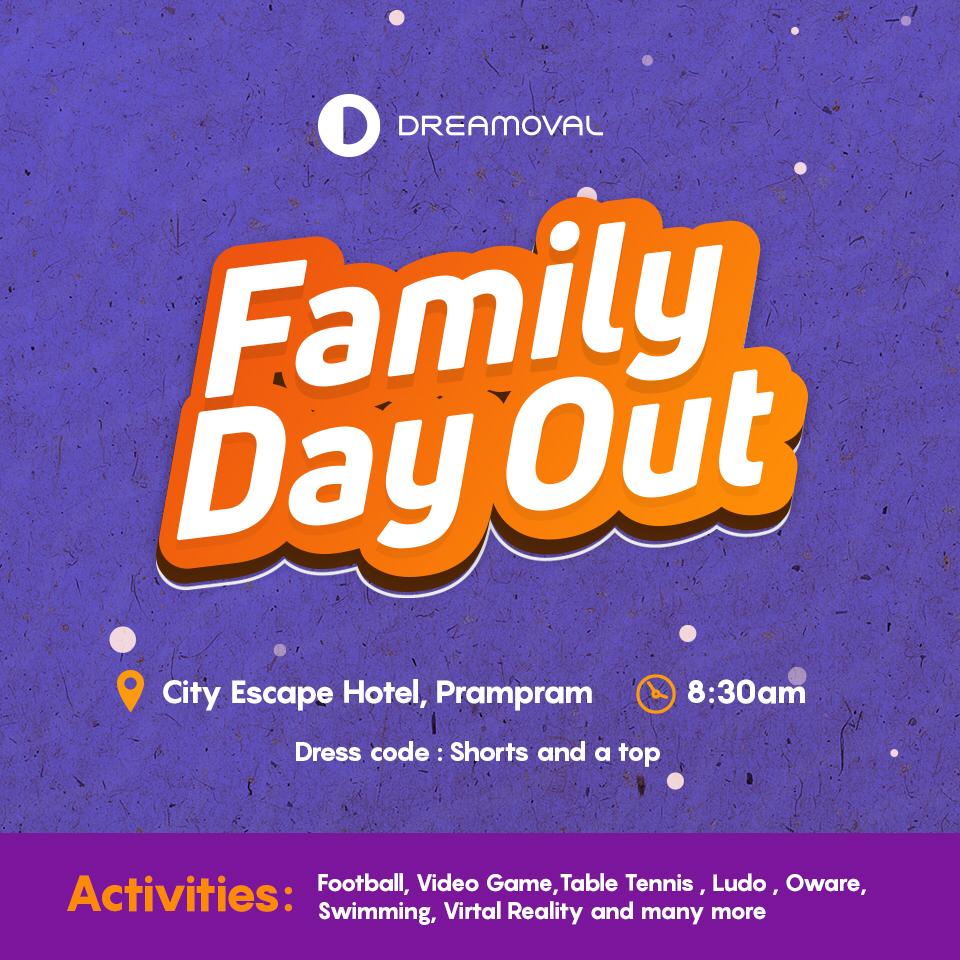 DREAMOVAL
Family
Day Out
City Escape Hotel, Prampram 8:30am
Dress code : Shorts and a top
Activities: Football, Video Game,Table Tennis , Ludo , Oware,
Swimming, Virtal Reality and many more